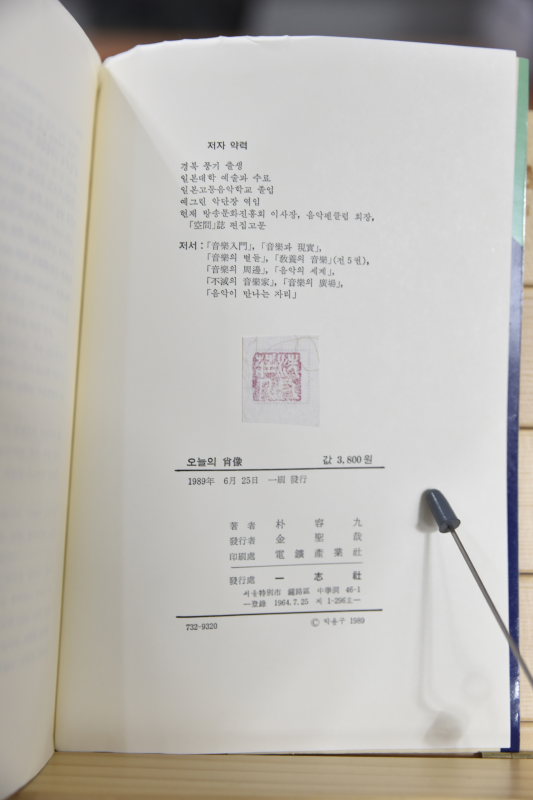 저자 약력
경북 풍기 출생
일본대학 예술과 수료
일본고등음악학교 졸업
예그린 악단장 역임
현재 방송문화진흥회 이사장, 음악펜클럽 회장,
「空間」誌 편집고문
저서 : 「音樂入門」, 「音樂과 現實」,
「音樂의 벗들」, 「敎養의 音樂」(전 5 권),
「音樂의 周邊」, 「음악의 세계」,
「不滅의 音樂家」, 「音樂의 廣場」,
「음악이 만나는 자리」
오늘의 肖像 값 3,800 원
1989年 6月 25日 一刷 發行
著者 朴容九
發行者 金聖哉
印刷處 電鑛產業社
發行處 一志社
서울特別市 鍾路區 中學洞 46-1
—登錄 1964.7.25 제 1-296호—
732-9320 © 박용구 1989